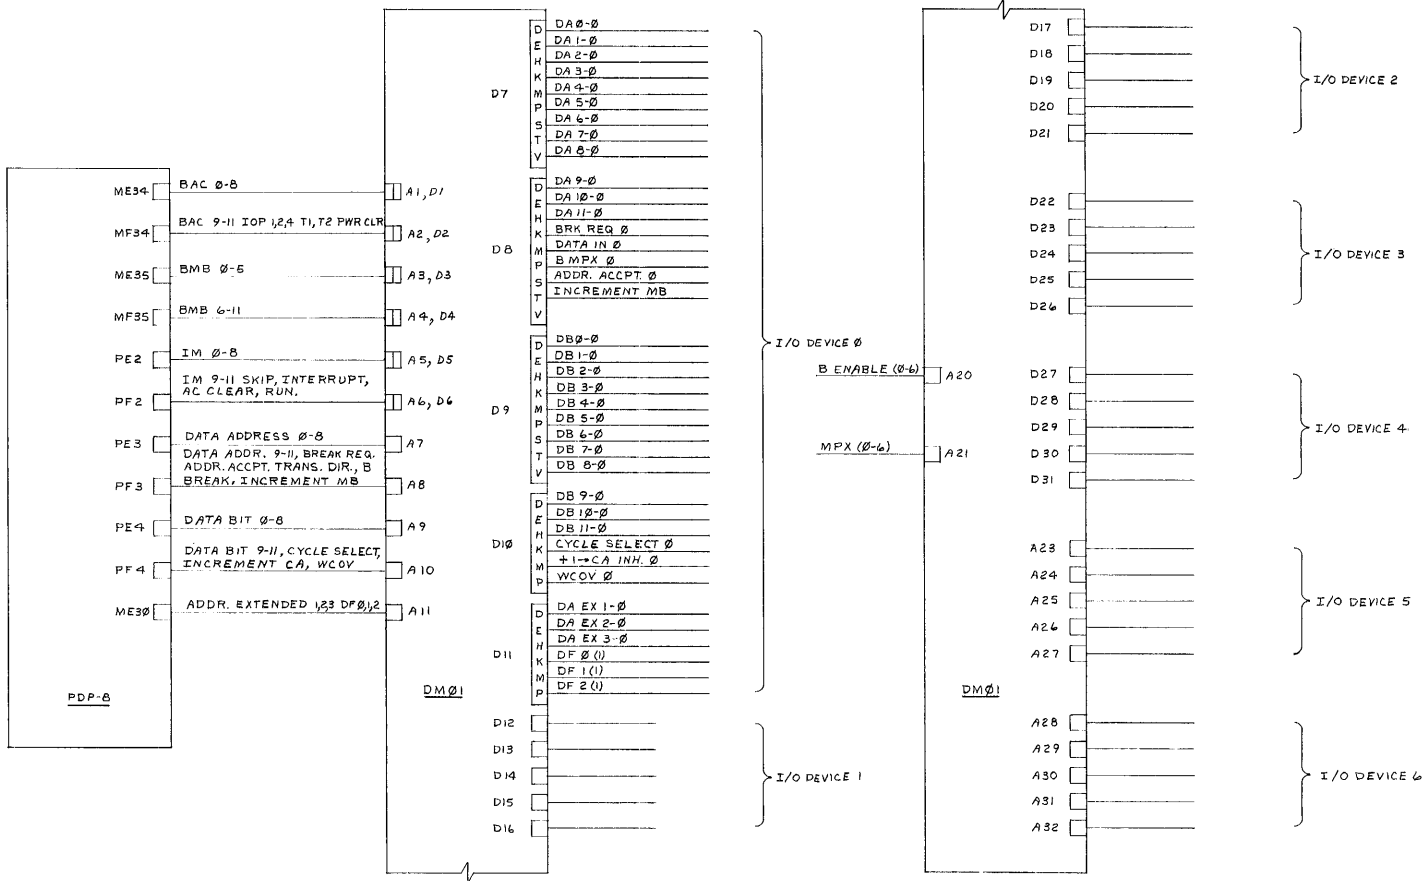 PDP-8
ME34 BAC Ø-8 A1, D1
MF34 BAC 9-11 IOP 1,2,4 T1, T2 PWR CLR A2, D2
ME35 BMB Ø-5 A3, D3
MF35 BMB 6-11 A4, D4
PE2 IM Ø-8 A5, D5
IM 9-11 SKIP, INTERRUPT,
PF2 AC CLEAR, RUN. A6, D6
PE3 DATA ADDRESS Ø-8 A7
DATA ADDR. 9-11, BREAK REQ.
ADDR. ACCPT. TRANS. DIR., B
PF3 BREAK, INCREMENT MB A8
PE4 DATA BIT Ø-8 A9
DATA BIT 9-11, CYCLE SELECT,
PF4 INCREMENT CA, WCOV A10
ME3Ø ADDR. EXTENDED 1,2,3 DF Ø,1,2 A11
DMØ1
D7
D E H K M P S T V
DA Ø-Ø
DA 1-Ø
DA 2-Ø
DA 3-Ø
DA 4-Ø
DA 5-Ø
DA 6-Ø
DA 7-Ø
DA 8-Ø
D8
D E H K M P S T V
DA 9-Ø
DA 10-Ø
DA 11-Ø
BRK REQ Ø
DATA IN Ø
B MPX Ø
ADDR. ACCPT. Ø
INCREMENT MB
D9
D E H K M P S T V
DBØ-Ø
DB 1-Ø
DB 2-Ø
DB 3-Ø
DB 4-Ø
DB 5-Ø
DB 6-Ø
DB 7-Ø
DB 8-Ø
D1Ø
D E H K M P
DB 9-Ø
DB 1Ø-Ø
DB 11-Ø
CYCLE SELECT Ø
+1→CA INH. Ø
WCOV Ø
D11
D E H K M P
DA EX 1-Ø
DA EX 2-Ø
DA EX 3-Ø
DF Ø (1)
DF 1 (1)
DF 2 (1)
I/O DEVICE Ø
D12
D13
D14
D15
D16
I/O DEVICE 1
B ENABLE (Ø-6) A20
MPX (Ø-6) A21
DMØ1
D17
D18
D19
D20
D21
I/O DEVICE 2
D22
D23
D24
D25
D26
I/O DEVICE 3
D27
D28
D29
D30
D31
I/O DEVICE 4
A23
A24
A25
A26
A27
I/O DEVICE 5
A28
A29
A30
A31
A32
I/O DEVICE 6